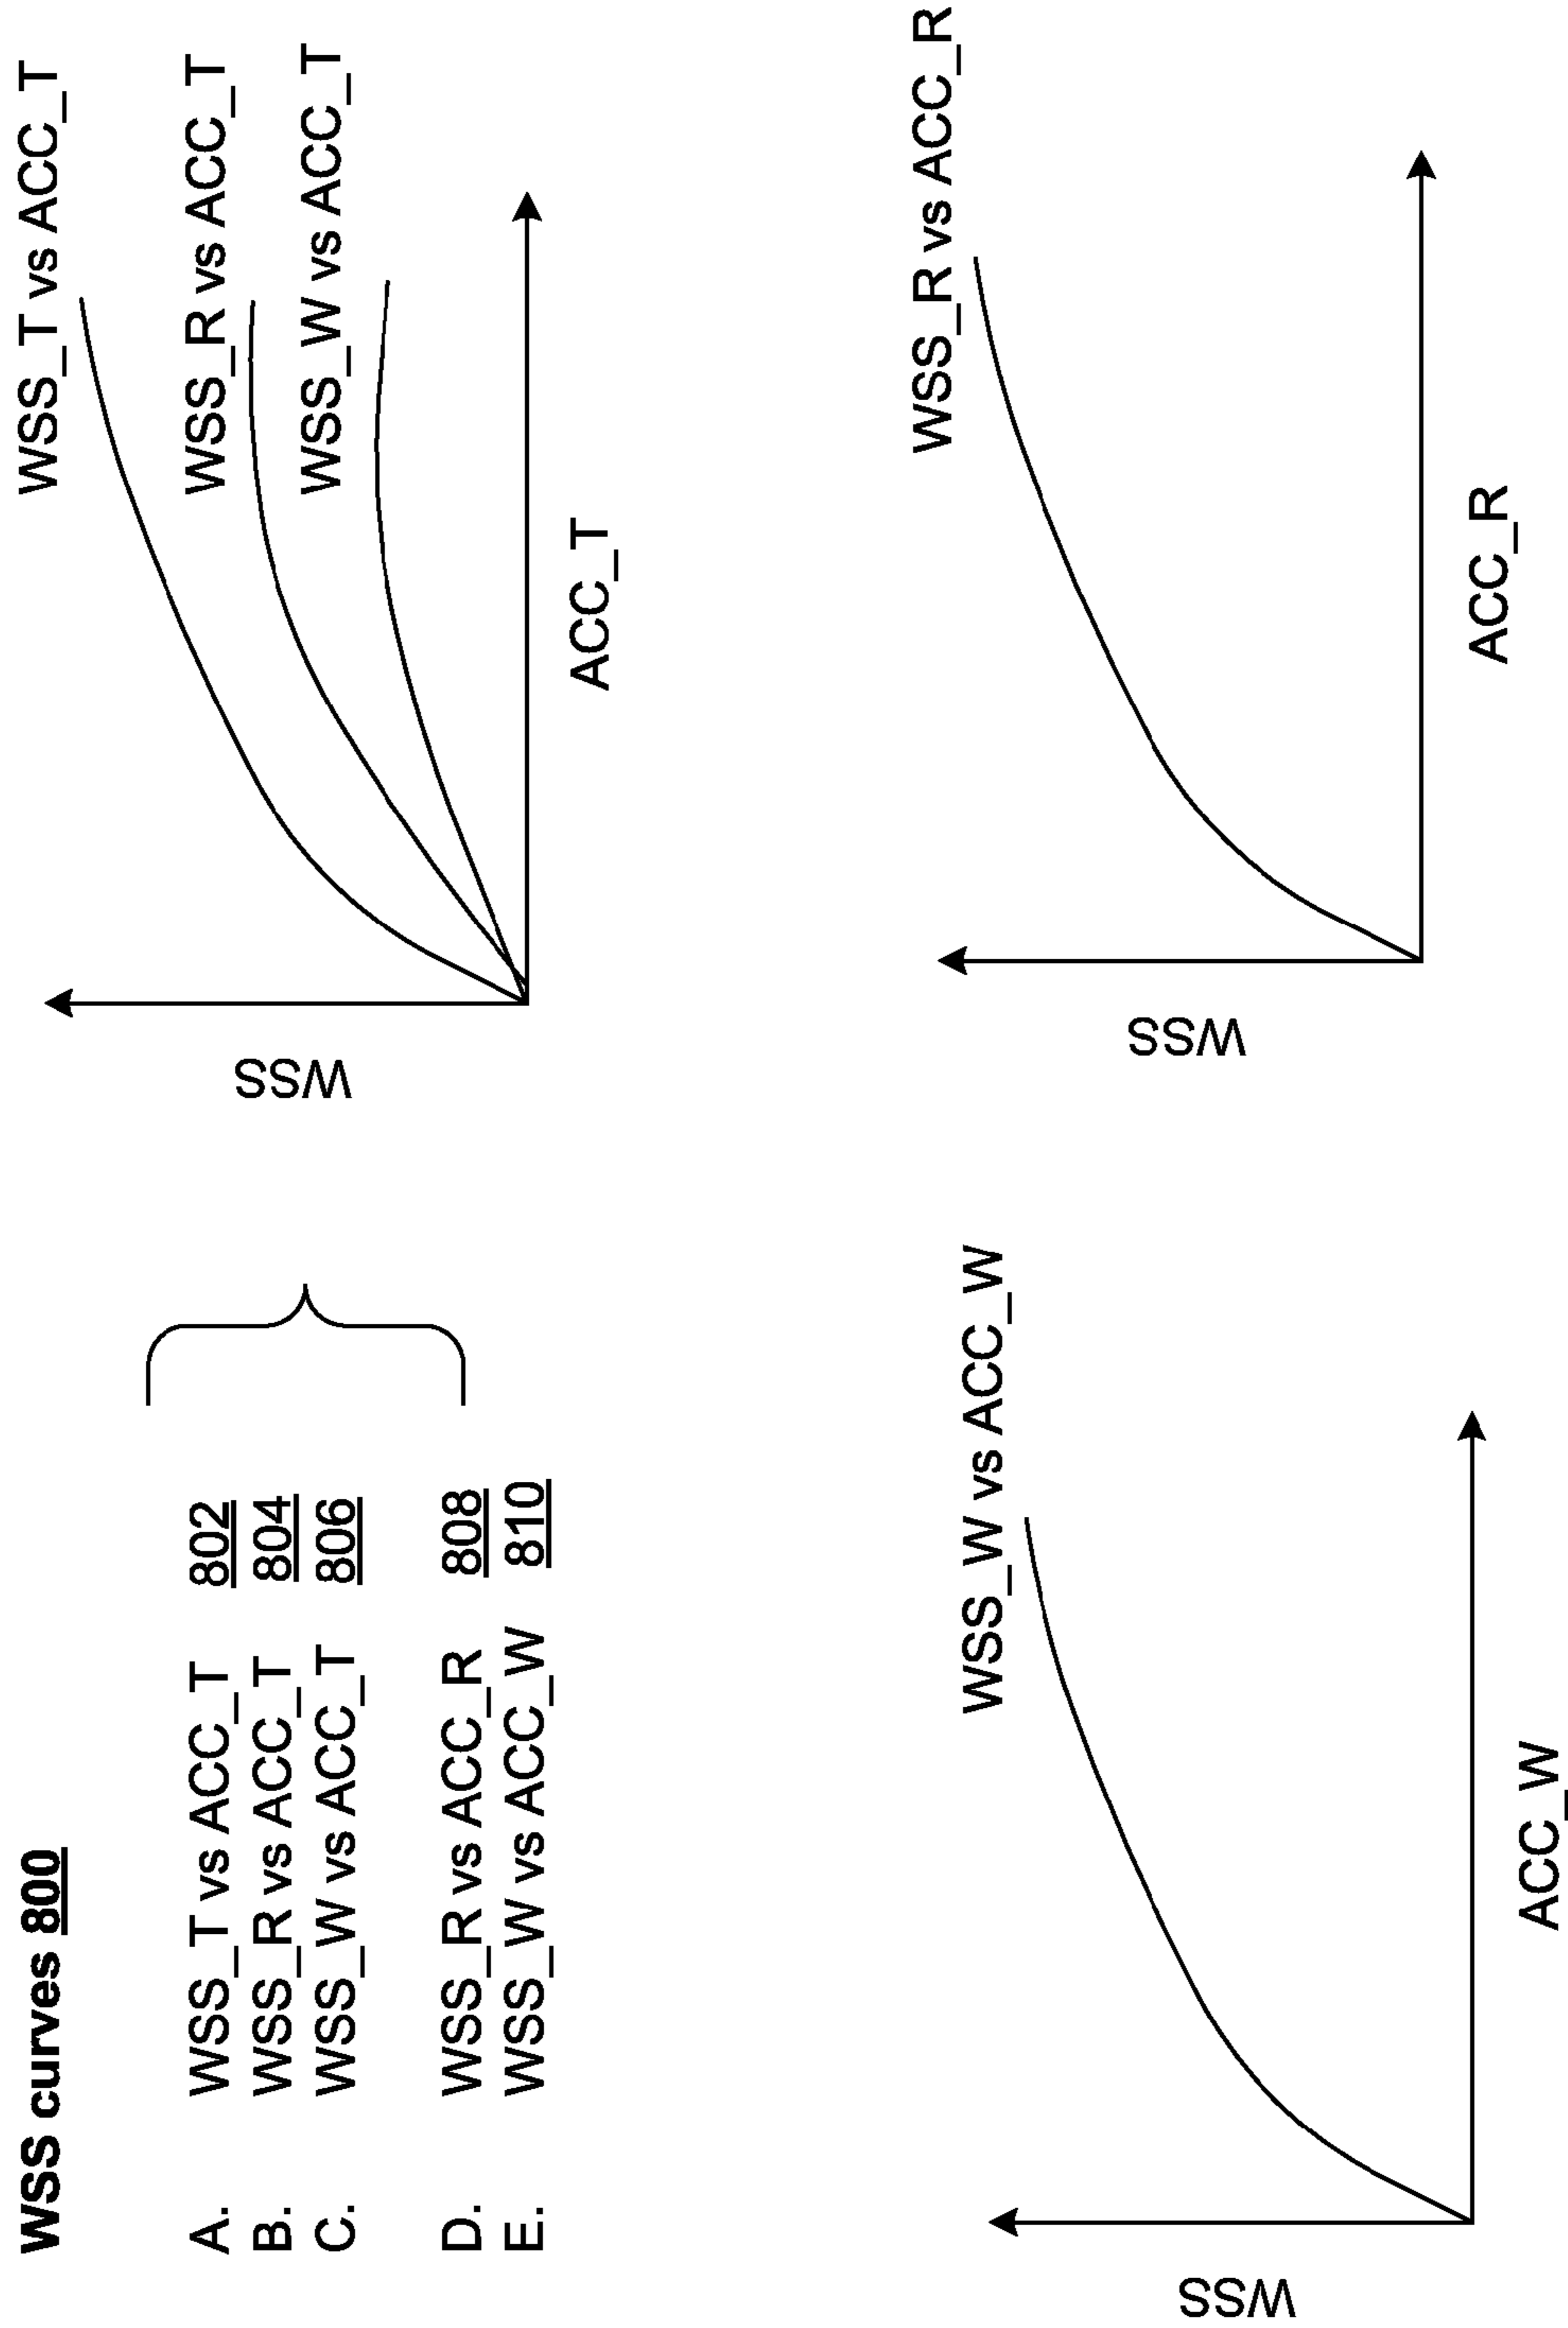 WSS curves 800
A. WSS_T vs ACC_T 802
B. WSS_R vs ACC_T 804
C. WSS_W vs ACC_T 806
D. WSS_R vs ACC_R 808
E. WSS_W vs ACC_W 810
WSS
WSS_T vs ACC_T
WSS_R vs ACC_T
WSS_W vs ACC_T
ACC_T
WSS
WSS_W vs ACC_W
ACC_W
WSS
WSS_R vs ACC_R
ACC_R